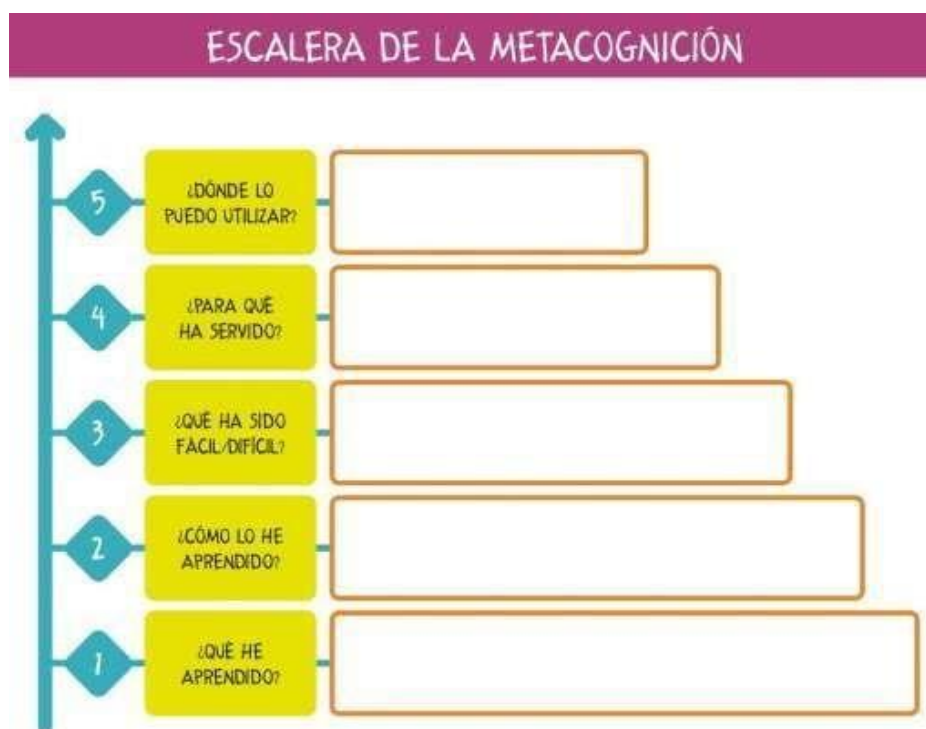 ESCALERA DE LA METACOGNICIÓN
5
¿DÓNDE LO
PUEDO UTILIZAR?
4
¿PARA QUÉ
HA SERVIDO?
3
¿QUÉ HA SIDO
FÁCIL/DIFÍCIL?
2
¿CÓMO LO HE
APRENDIDO?
1
¿QUÉ HE
APRENDIDO?